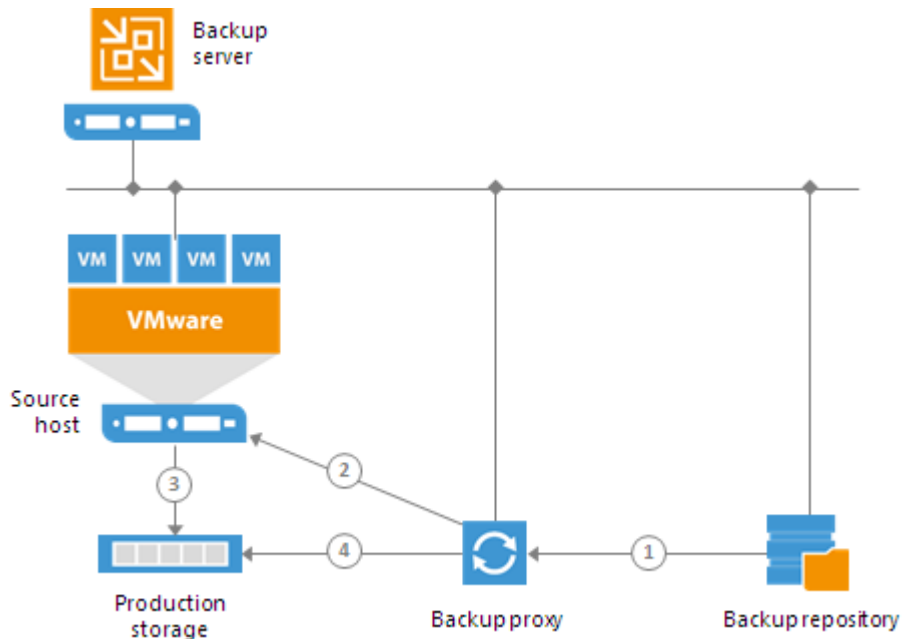 Backup
server
VM VM VM VM
VMware
Source
host
2
3
4
1
Production
storage
Backup proxy
Backup repository